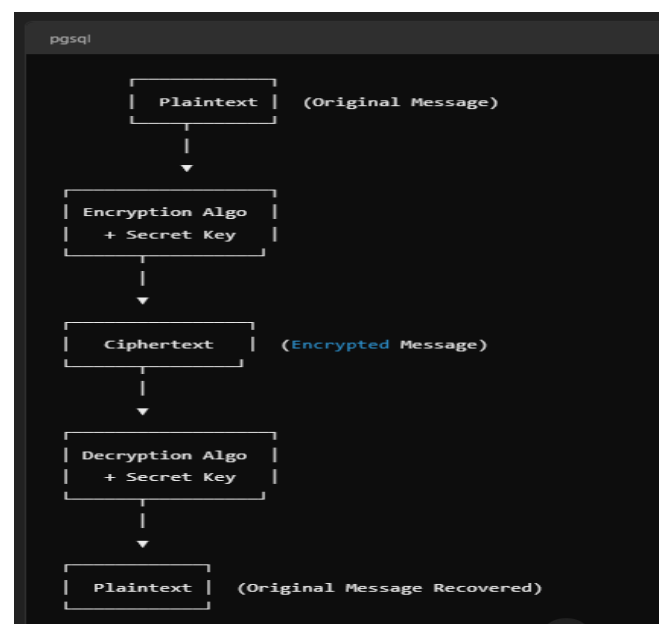 pgsql
Plaintext (Original Message)
Encryption Algo
+ Secret Key
Ciphertext (Encrypted Message)
Decryption Algo
+ Secret Key
Plaintext (Original Message Recovered)